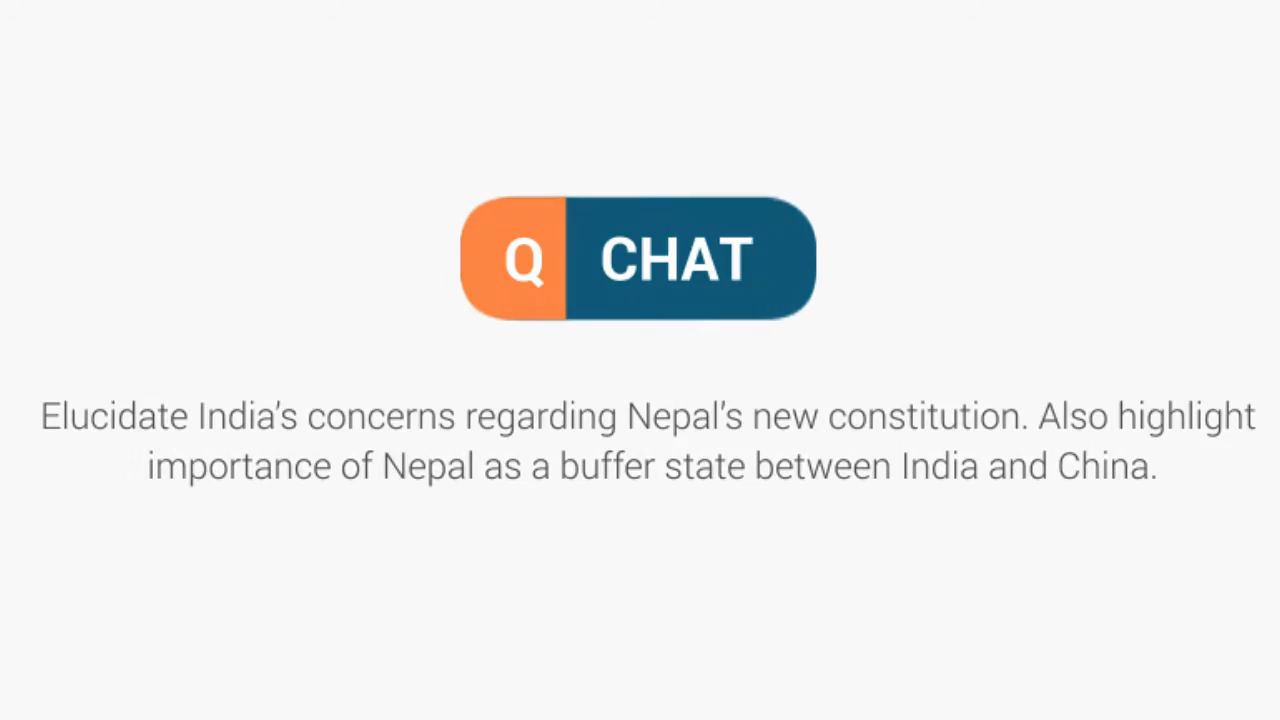 Q CHAT
Elucidate India's concerns regarding Nepal's new constitution. Also highlight
importance of Nepal as a buffer state between India and China.